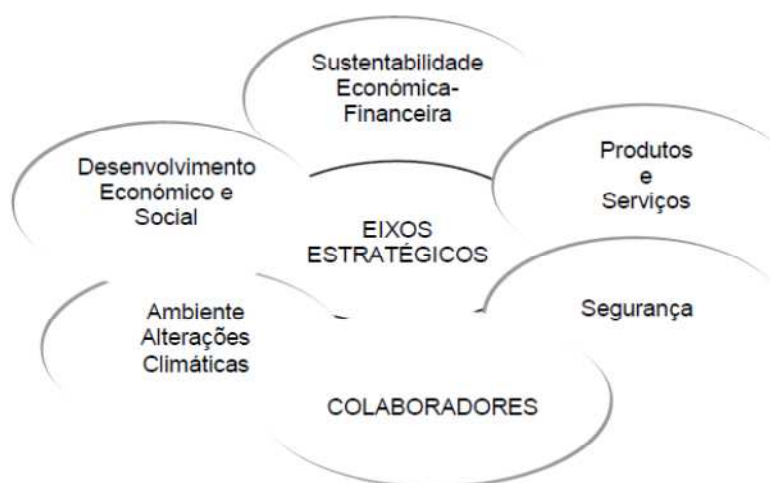 Sustentabilidade
Económica-
Financeira
Desenvolvimento
Económico e
Social
Produtos
e
Serviços
EIXOS
ESTRATÉGICOS
Ambiente
Alterações
Climáticas
Segurança
COLABORADORES